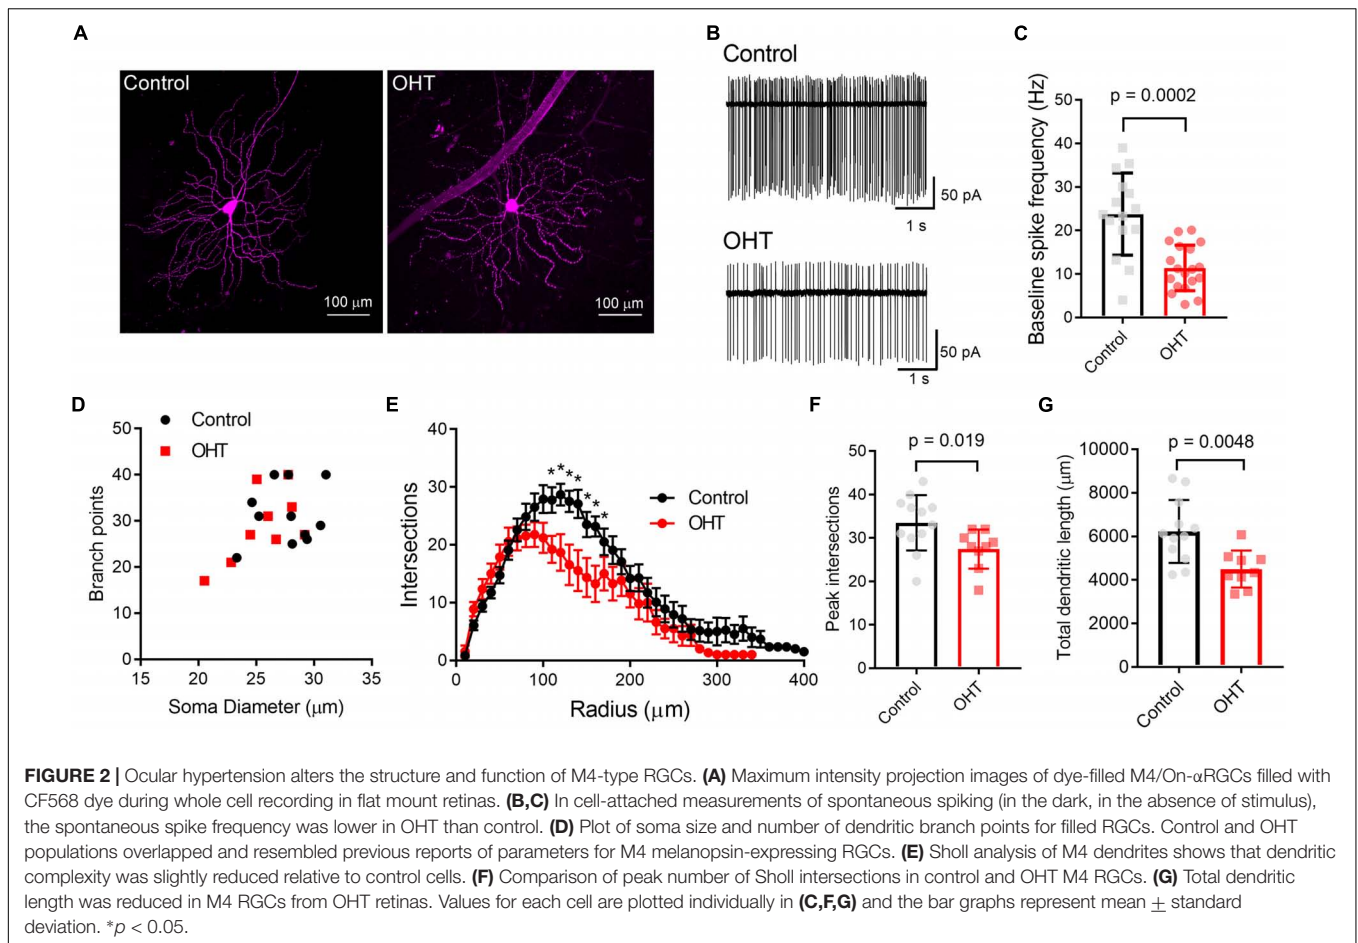 A
Control
OHT
100 μm
100 μm
B
Control
50 pA
1 s
OHT
50 pA
1 s
C
p = 0.0002
Baseline spike frequency (Hz)
50
40
30
20
10
0
Control
OHT
D
Control
OHT
Branch points
50
40
30
20
10
0
15
20
25
30
35
Soma Diameter (μm)
E
Intersections
40
30
20
10
0
* * * * * * *
Control
OHT
0
100
200
300
400
Radius (μm)
F
p = 0.019
Peak intersections
50
40
30
20
10
0
Control
OHT
G
p = 0.0048
Total dendritic length (μm)
10000
8000
6000
4000
2000
0
Control
OHT
FIGURE 2 | Ocular hypertension alters the structure and function of M4-type RGCs. (A) Maximum intensity projection images of dye-filled M4/On-αRGCs filled with
CF568 dye during whole cell recording in flat mount retinas. (B,C) In cell-attached measurements of spontaneous spiking (in the dark, in the absence of stimulus),
the spontaneous spike frequency was lower in OHT than control. (D) Plot of soma size and number of dendritic branch points for filled RGCs. Control and OHT
populations overlapped and resembled previous reports of parameters for M4 melanopsin-expressing RGCs. (E) Sholl analysis of M4 dendrites shows that dendritic
complexity was slightly reduced relative to control cells. (F) Comparison of peak number of Sholl intersections in control and OHT M4 RGCs. (G) Total dendritic
length was reduced in M4 RGCs from OHT retinas. Values for each cell are plotted individually in (C,F,G) and the bar graphs represent mean ± standard
deviation. *p < 0.05.